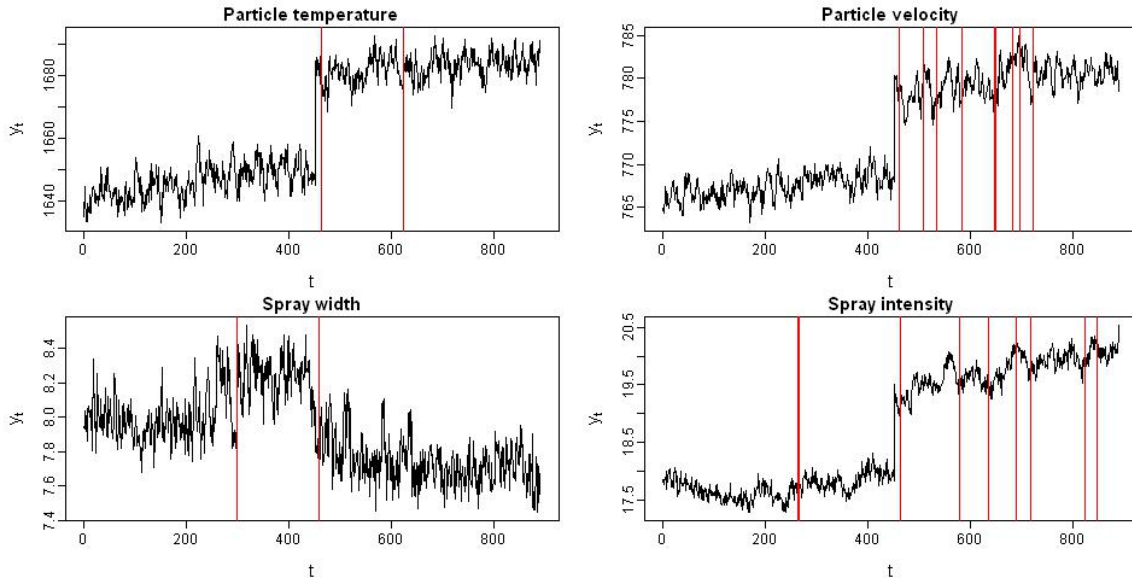 Particle temperature
yt
1640 1660 1680
0 200 400 600 800
t
Particle velocity
yt
765 770 775 780 785
0 200 400 600 800
t
Spray width
yt
7.4 7.6 7.8 8.0 8.2 8.4
0 200 400 600 800
t
Spray intensity
yt
17.5 18.5 19.5 20.5
0 200 400 600 800
t